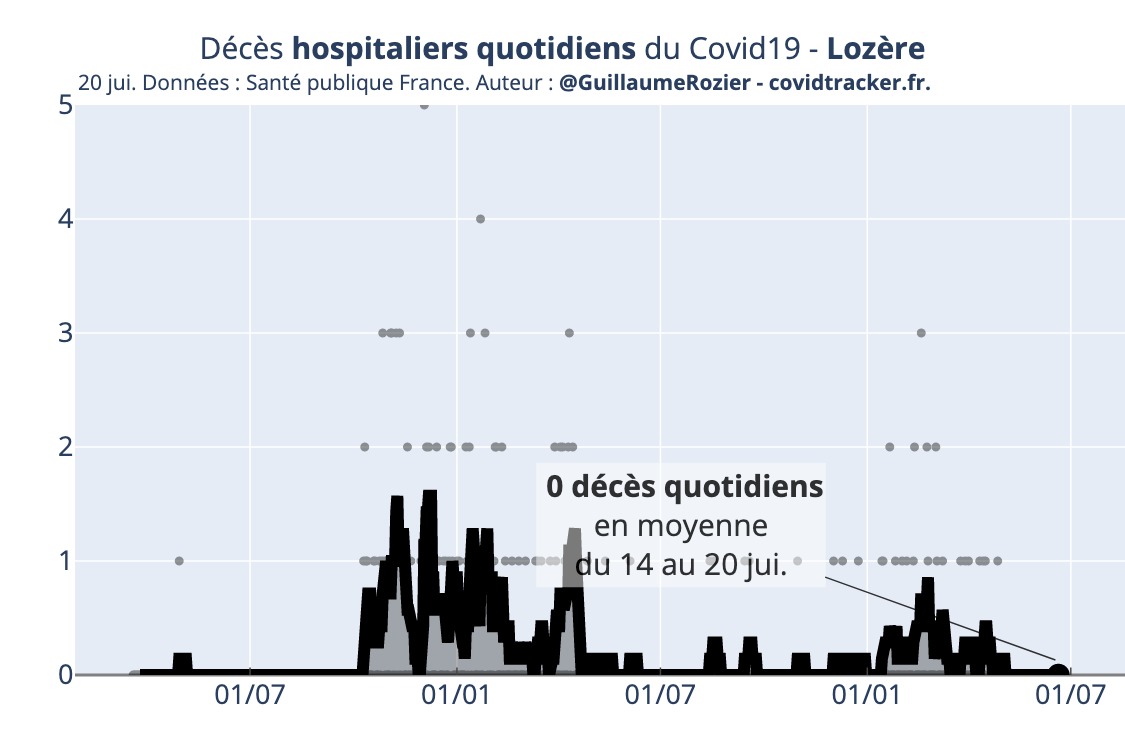 Décès hospitaliers quotidiens du Covid19 - Lozère
20 jui. Données : Santé publique France. Auteur : @GuillaumeRozier - covidtracker.fr.
5
4
3
2
0 décès quotidiens
en moyenne
1
du 14 au 20 jui.
0
01/07 01/01 01/07 01/01 01/07